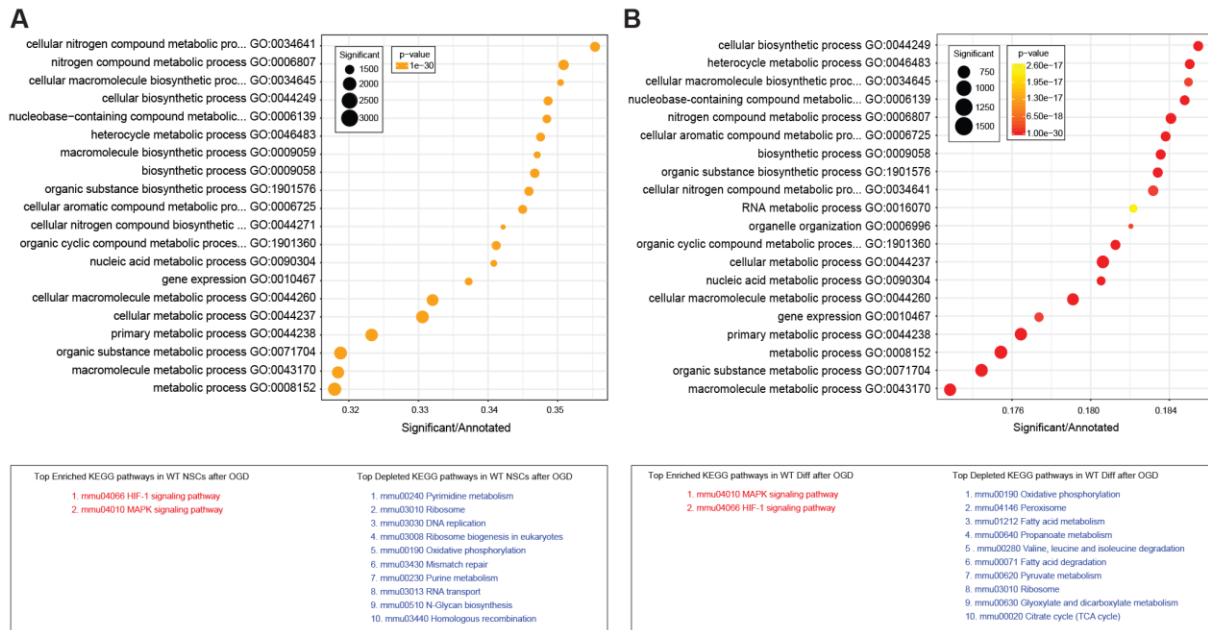 A
cellular nitrogen compound metabolic pro... GO:0034641
nitrogen compound metabolic process GO:0006807
cellular macromolecule biosynthetic proc... GO:0034645
cellular biosynthetic process GO:0044249
nucleobase−containing compound metabolic... GO:0006139
heterocycle metabolic process GO:0046483
macromolecule biosynthetic process GO:0009059
biosynthetic process GO:0009058
organic substance biosynthetic process GO:1901576
cellular aromatic compound metabolic pro... GO:0006725
cellular nitrogen compound biosynthetic ... GO:0044271
organic cyclic compound metabolic proces... GO:1901360
nucleic acid metabolic process GO:0090304
gene expression GO:0010467
cellular macromolecule metabolic process GO:0044260
cellular metabolic process GO:0044237
primary metabolic process GO:0044238
organic substance metabolic process GO:0071704
macromolecule metabolic process GO:0043170
metabolic process GO:0008152
Significant
1500
2000
2500
3000
p−value
1e−30
0.32 0.33 0.34 0.35
Significant/Annotated
Top Enriched KEGG pathways in WT NSCs after OGD
1. mmu04066 HIF-1 signaling pathway
2. mmu04010 MAPK signaling pathway
Top Depleted KEGG pathways in WT NSCs after OGD
1. mmu00240 Pyrimidine metabolism
2. mmu03010 Ribosome
3. mmu03030 DNA replication
4. mmu03008 Ribosome biogenesis in eukaryotes
5. mmu00190 Oxidative phosphorylation
6. mmu03430 Mismatch repair
7. mmu00230 Purine metabolism
8. mmu03013 RNA transport
9. mmu00510 N-Glycan biosynthesis
10. mmu03440 Homologous recombination
B
cellular biosynthetic process GO:0044249
heterocycle metabolic process GO:0046483
cellular macromolecule biosynthetic proc... GO:0034645
nucleobase-containing compound metabolic... GO:0006139
nitrogen compound metabolic process GO:0006807
cellular aromatic compound metabolic pro... GO:0006725
biosynthetic process GO:0009058
organic substance biosynthetic process GO:1901576
cellular nitrogen compound metabolic pro... GO:0034641
RNA metabolic process GO:0016070
organelle organization GO:0006996
organic cyclic compound metabolic proces... GO:1901360
cellular metabolic process GO:0044237
nucleic acid metabolic process GO:0090304
cellular macromolecule metabolic process GO:0044260
gene expression GO:0010467
primary metabolic process GO:0044238
metabolic process GO:0008152
organic substance metabolic process GO:0071704
macromolecule metabolic process GO:0043170
Significant
750
1000
1250
1500
p−value
2.60e−17
1.95e−17
1.30e−17
6.50e−18
1.00e−30
0.176 0.180 0.184
Significant/Annotated
Top Enriched KEGG pathways in WT Diff after OGD
1. mmu04010 MAPK signaling pathway
2. mmu04066 HIF-1 signaling pathway
Top Depleted KEGG pathways in WT Diff after OGD
1. mmu00190 Oxidative phosphorylation
2. mmu04146 Peroxisome
3. mmu01212 Fatty acid metabolism
4. mmu00640 Propanoate metabolism
5 . mmu00280 Valine, leucine and isoleucine degradation
6. mmu00071 Fatty acid degradation
7. mmu00620 Pyruvate metabolism
8. mmu03010 Ribosome
9. mmu00630 Glyoxylate and dicarboxylate metabolism
10. mmu00020 Citrate cycle (TCA cycle)